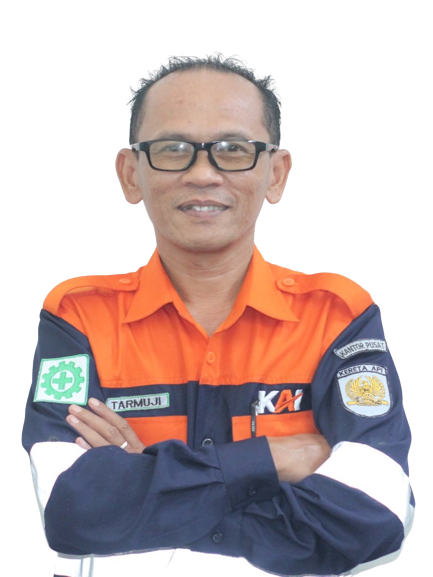 KANTOR PUSAT
KERETA API
TARMUJI
KAI